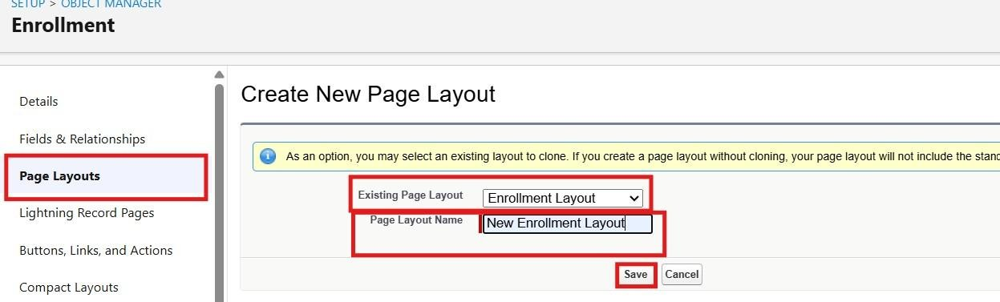 SETUP > OBJECT MANAGER
Enrollment
Details
Fields & Relationships
Page Layouts
Lightning Record Pages
Buttons, Links, and Actions
Compact Layouts
Create New Page Layout
As an option, you may select an existing layout to clone. If you create a page layout without cloning, your page layout will not include the stand
Existing Page Layout Enrollment Layout
Page Layout Name New Enrollment Layout
Save Cancel